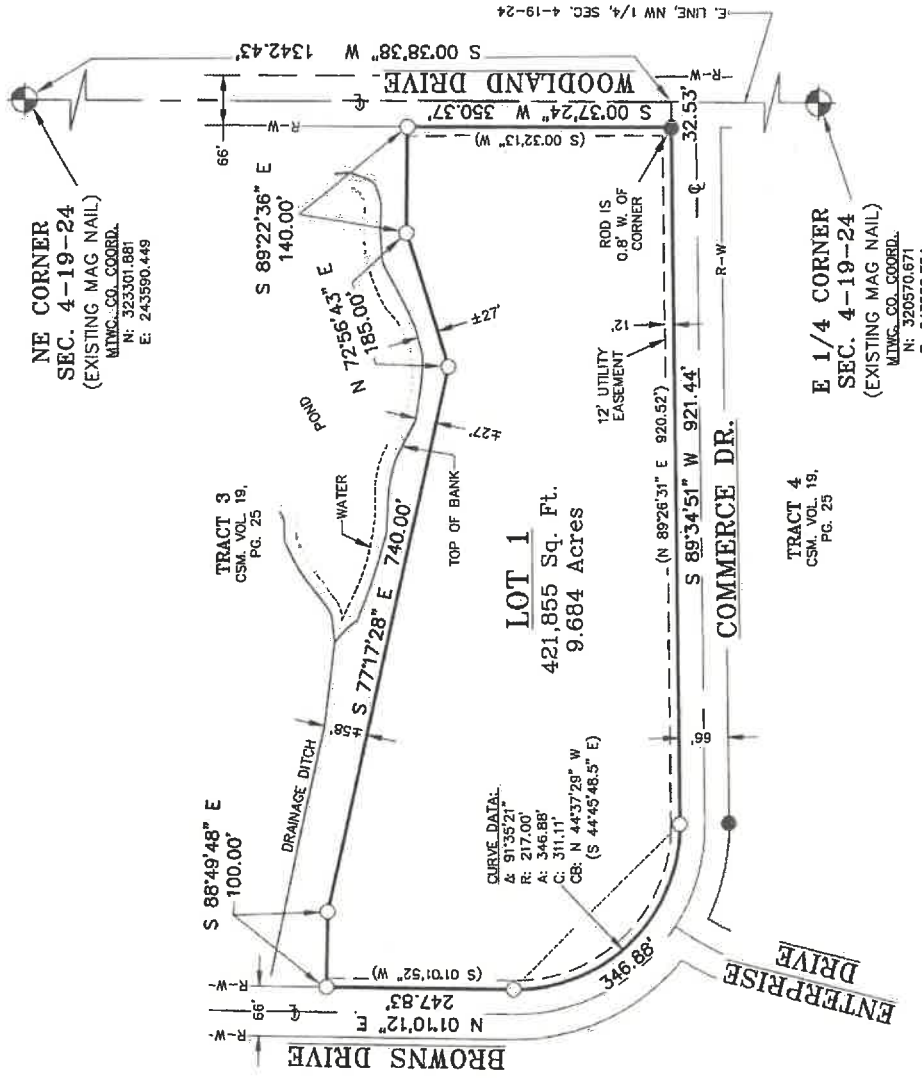 NE CORNER
SEC. 4-19-24
(EXISTING MAG NAIL)
MTWC. CO. COORD.
N: 323301.881
E: 243590.449
S 00°38'38" W 1342.43'
66'
R-W
WOODLAND DRIVE
S 00°37'24" W 350.37'
(S 00°32'13" W)
R-W
E. LINE, NW 1/4, SEC. 4-19-24
32.53'
S 89°22'36" E
140.00'
N 72°56'43" E
185.00'
±27'
POND
±27'
TRACT 3
CSM. VOL. 19,
PG. 25
WATER
TOP OF BANK
S 77°17'28" E 740.00'
±58'
DRAINAGE DITCH
S 88°49'48" E
100.00'
LOT 1
421,855 Sq. Ft.
9.684 Acres
ROD IS
0.8' W. OF
CORNER
12'
12' UTILITY
EASEMENT
(N 89°26'31" E 920.52')
S 89°34'51" W 921.44'
R-W
COMMERCE DR.
66'
E 1/4 CORNER
SEC. 4-19-24
(EXISTING MAG NAIL)
MTWC. CO. COORD.
N: 320570.671
TRACT 4
CSM. VOL. 19,
PG. 25
CURVE DATA:
Δ 91°35'21"
R: 217.00'
A: 346.88'
C: 311.11'
CB: N 44°37'29" W
(S 44°45'48.5" E)
346.88'
R-W
66'
R-W
(S 01°01'52" W)
247.83'
N 01°10'12" E
BROWNS DRIVE
ENTERPRISE
DRIVE